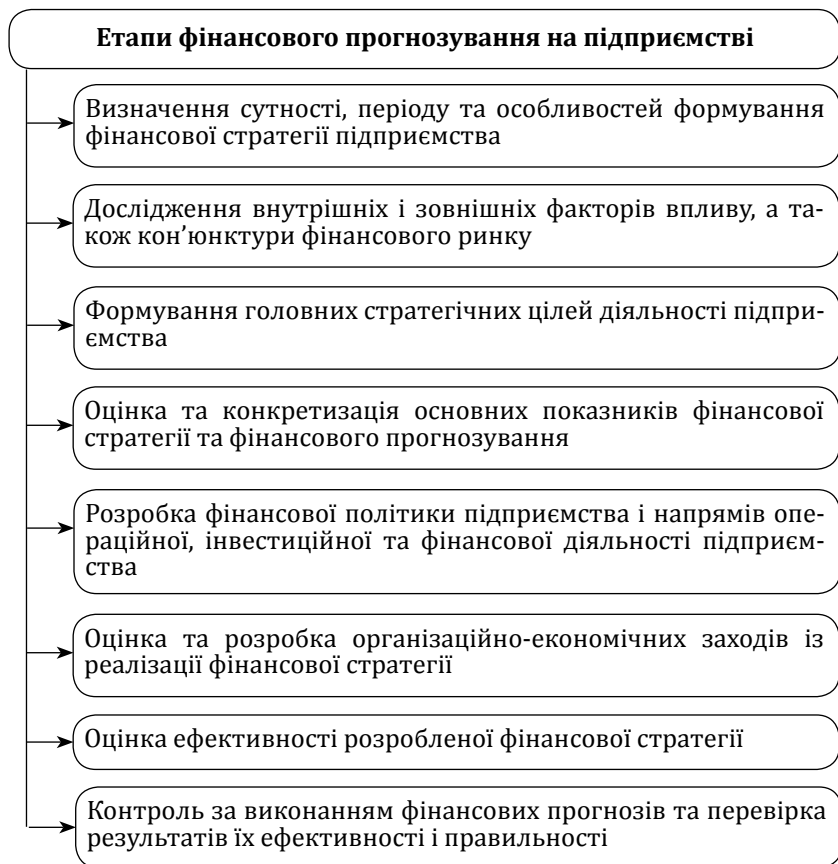 Етапи фінансового прогнозування на підприємстві
Визначення сутності, періоду та особливостей формування
фінансової стратегії підприємства
Дослідження внутрішніх і зовнішніх факторів впливу, а та-
кож кон’юнктури фінансового ринку
Формування головних стратегічних цілей діяльності підпри-
ємства
Оцінка та конкретизація основних показників фінансової
стратегії та фінансового прогнозування
Розробка фінансової політики підприємства і напрямів опе-
раційної, інвестиційної та фінансової діяльності підприєм-
ства
Оцінка та розробка організаційно-економічних заходів із
реалізації фінансової стратегії
Оцінка ефективності розробленої фінансової стратегії
Контроль за виконанням фінансових прогнозів та перевірка
результатів їх ефективності і правильності